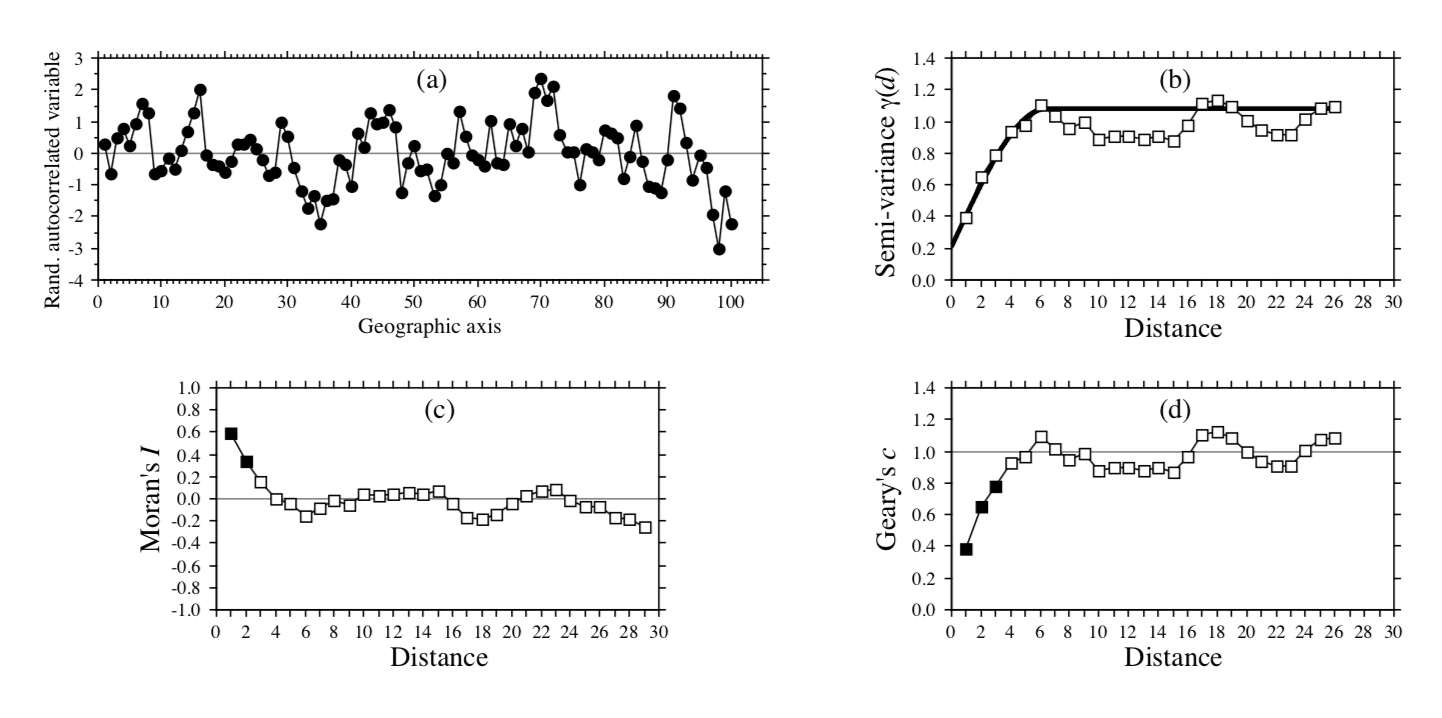 (a)
Rand. autocorrelated variable
3
2
1
0
-1
-2
-3
-4
0 10 20 30 40 50 60 70 80 90 100
Geographic axis
(b)
Semi-variance γ(d)
1.4
1.2
1.0
0.8
0.6
0.4
0.2
0.0
0 2 4 6 8 10 12 14 16 18 20 22 24 26 28 30
Distance
(c)
Moran's I
1.0
0.8
0.6
0.4
0.2
0.0
-0.2
-0.4
-0.6
-0.8
-1.0
0 2 4 6 8 10 12 14 16 18 20 22 24 26 28 30
Distance
(d)
Geary's c
1.4
1.2
1.0
0.8
0.6
0.4
0.2
0.0
0 2 4 6 8 10 12 14 16 18 20 22 24 26 28 30
Distance